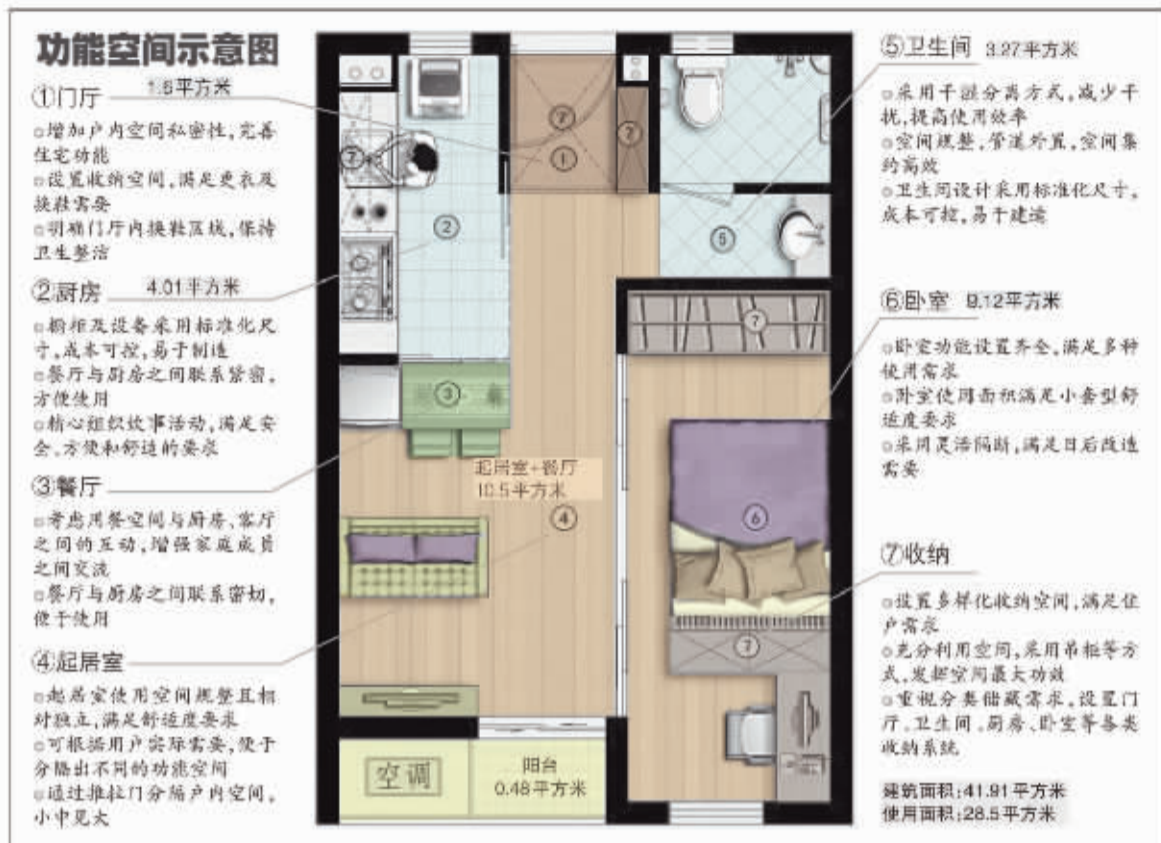 功能空间示意图
①门厅 1.6平方米
▫增加户内空间私密性,完善
住宅功能
▫设置收纳空间,满足更衣及
换鞋需要
▫明确门厅内换鞋区域,保持
卫生整洁
②厨房 4.01平方米
▫橱柜及设备采用标准化尺
寸,成本可控,易于制造
▫餐厅与厨房之间联系紧密,
方便使用
▫精心组织炊事活动,满足安
全、方便和舒适的要求
③餐厅
▫考虑用餐空间与厨房、客厅
之间的互动,增强家庭成员
之间交流
▫餐厅与厨房之间联系密切,
便于使用
④起居室
▫起居室使用空间规整且相
对独立,满足舒适度要求
▫可根据用户实际需要,便于
分隔出不同的功能空间
▫通过推拉门分隔户内空间,
小中见大
⑦
①
⑦
⑦
②
⑤
⑦
③
起居室+餐厅
10.5平方米
④
⑥
⑦
空调
阳台
0.48平方米
⑤卫生间 3.27平方米
▫采用干湿分离方式,减少干
扰,提高使用效率
▫空间规整,管道外置,空间集
约高效
▫卫生间设计采用标准化尺寸,
成本可控,易于建造
⑥卧室 9.12平方米
▫卧室功能设置齐全,满足多种
使用需求
▫卧室使用面积满足小套型舒
适度要求
▫采用灵活隔断,满足日后改造
需要
⑦收纳
▫设置多样化收纳空间,满足住
户需求
▫充分利用空间,采用吊柜等方
式,发挥空间最大功效
▫重视分类储藏需求,设置门
厅、卫生间、厨房、卧室等各类
收纳系统
建筑面积:41.91平方米
使用面积:28.5平方米